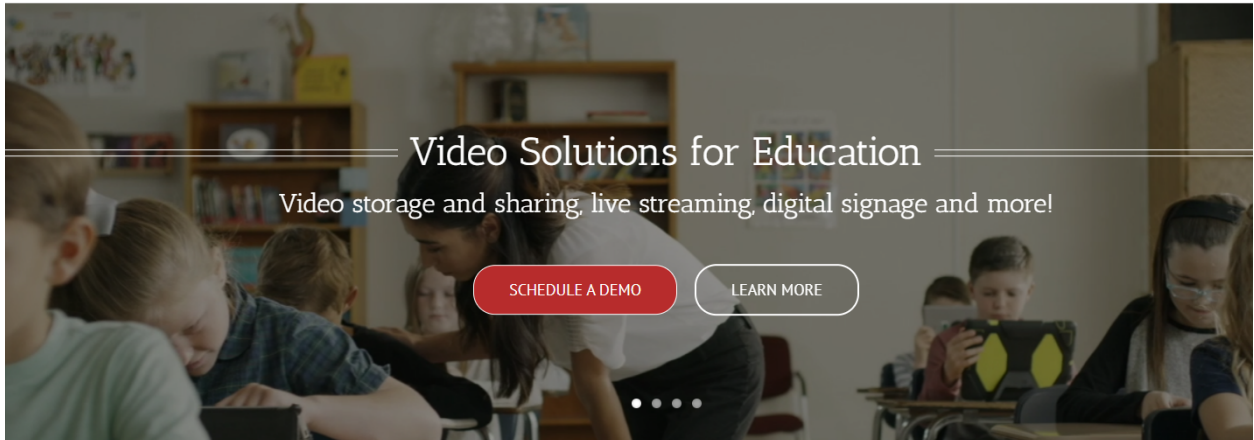 Video Solutions for Education
Video storage and sharing, live streaming, digital signage and more!
SCHEDULE A DEMO
LEARN MORE